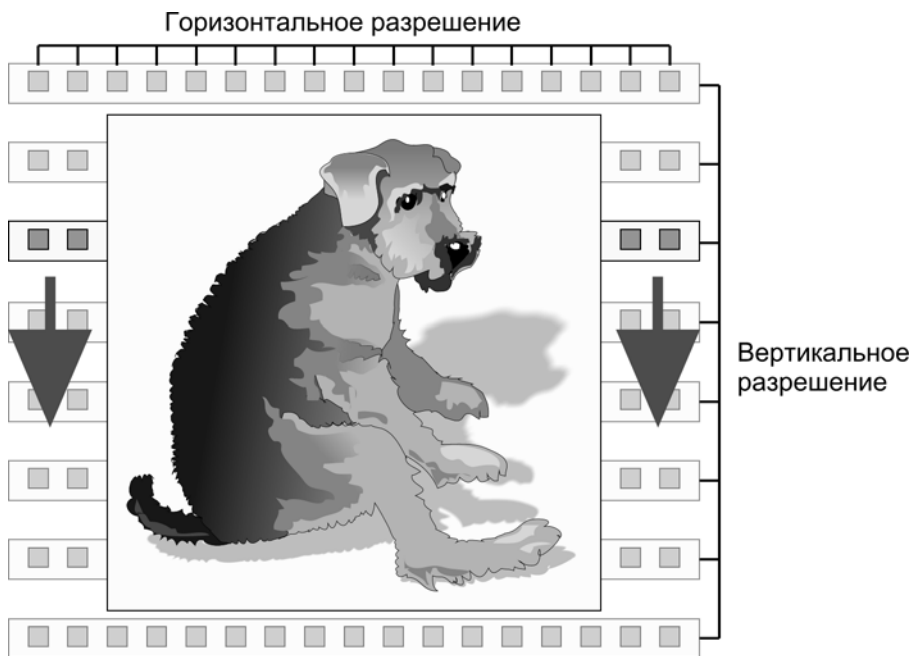 Горизонтальное разрешение
Вертикальное
разрешение